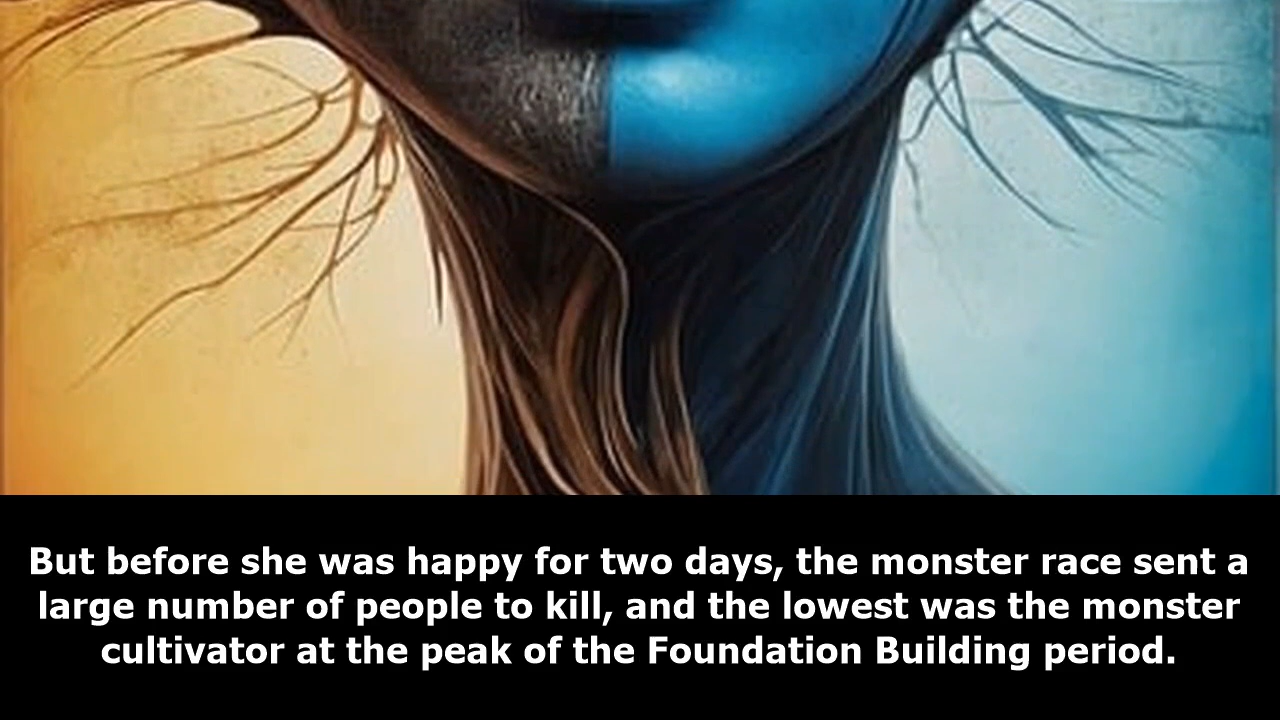 But before she was happy for two days, the monster race sent a
large number of people to kill, and the lowest was the monster
cultivator at the peak of the Foundation Building period.